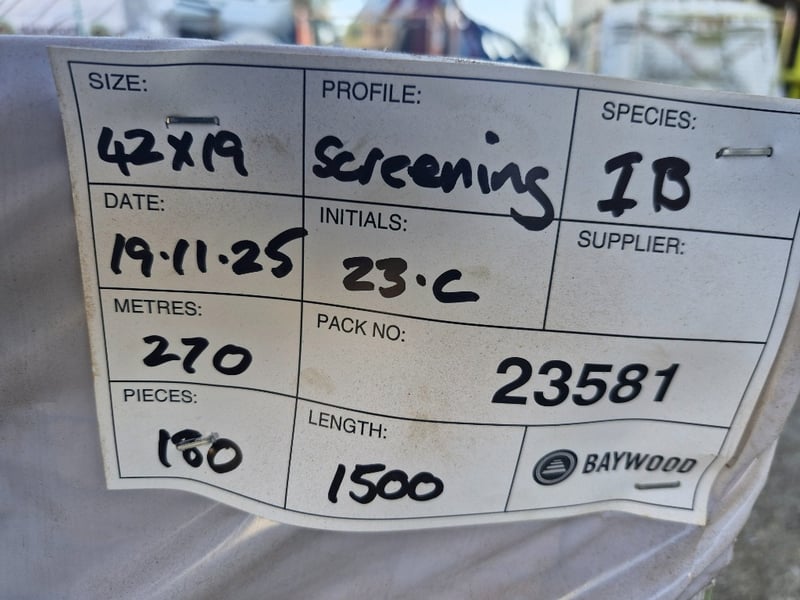 SIZE:
42x19
PROFILE:
Screening
SPECIES:
IB
DATE:
19.11.25
INITIALS:
23.C
SUPPLIER:
METRES:
270
PACK NO:
23581
PIECES:
180
LENGTH:
1500
BAYWOOD